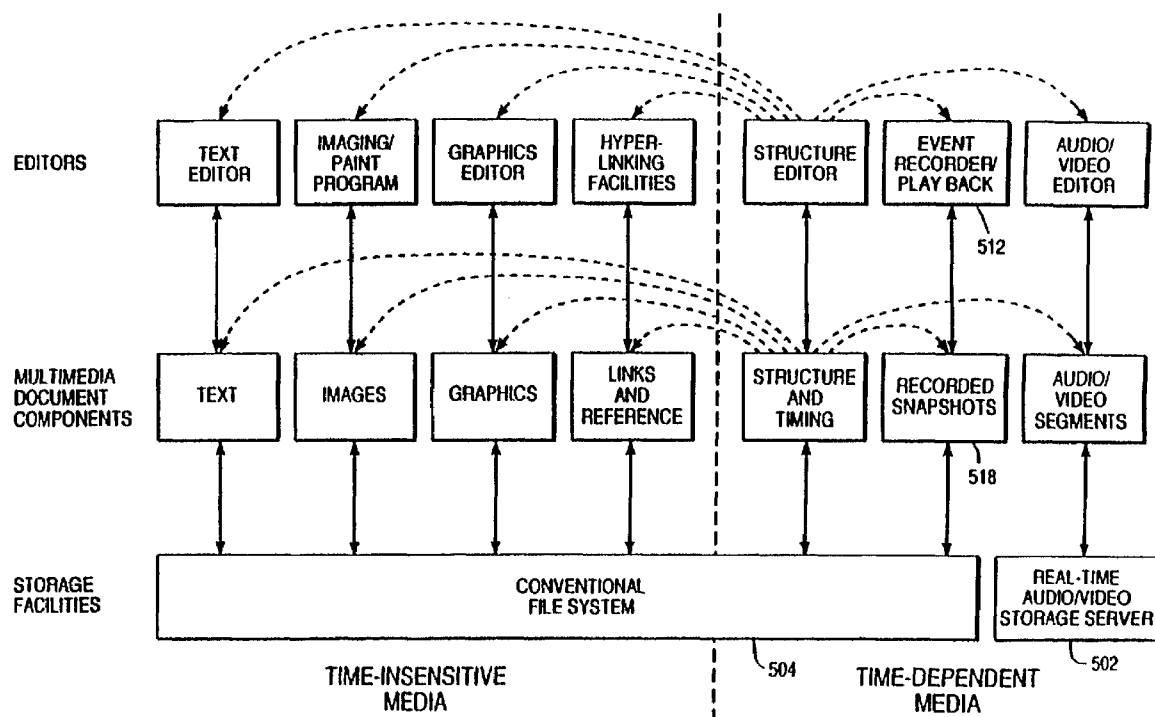 EDITORS
TEXT
EDITOR
IMAGING/
PAINT
PROGRAM
GRAPHICS
EDITOR
HYPER-
LINKING
FACILITIES
STRUCTURE
EDITOR
EVENT
RECORDER/
PLAY BACK
AUDIO/
VIDEO
EDITOR
512
MULTIMEDIA
DOCUMENT
COMPONENTS
TEXT
IMAGES
GRAPHICS
LINKS
AND
REFERENCE
STRUCTURE
AND
TIMING
RECORDED
SNAPSHOTS
AUDIO/
VIDEO
SEGMENTS
518
STORAGE
FACILITIES
CONVENTIONAL
FILE SYSTEM
REAL-TIME
AUDIO/VIDEO
STORAGE SERVER
504
502
TIME-INSENSITIVE
MEDIA
TIME-DEPENDENT
MEDIA